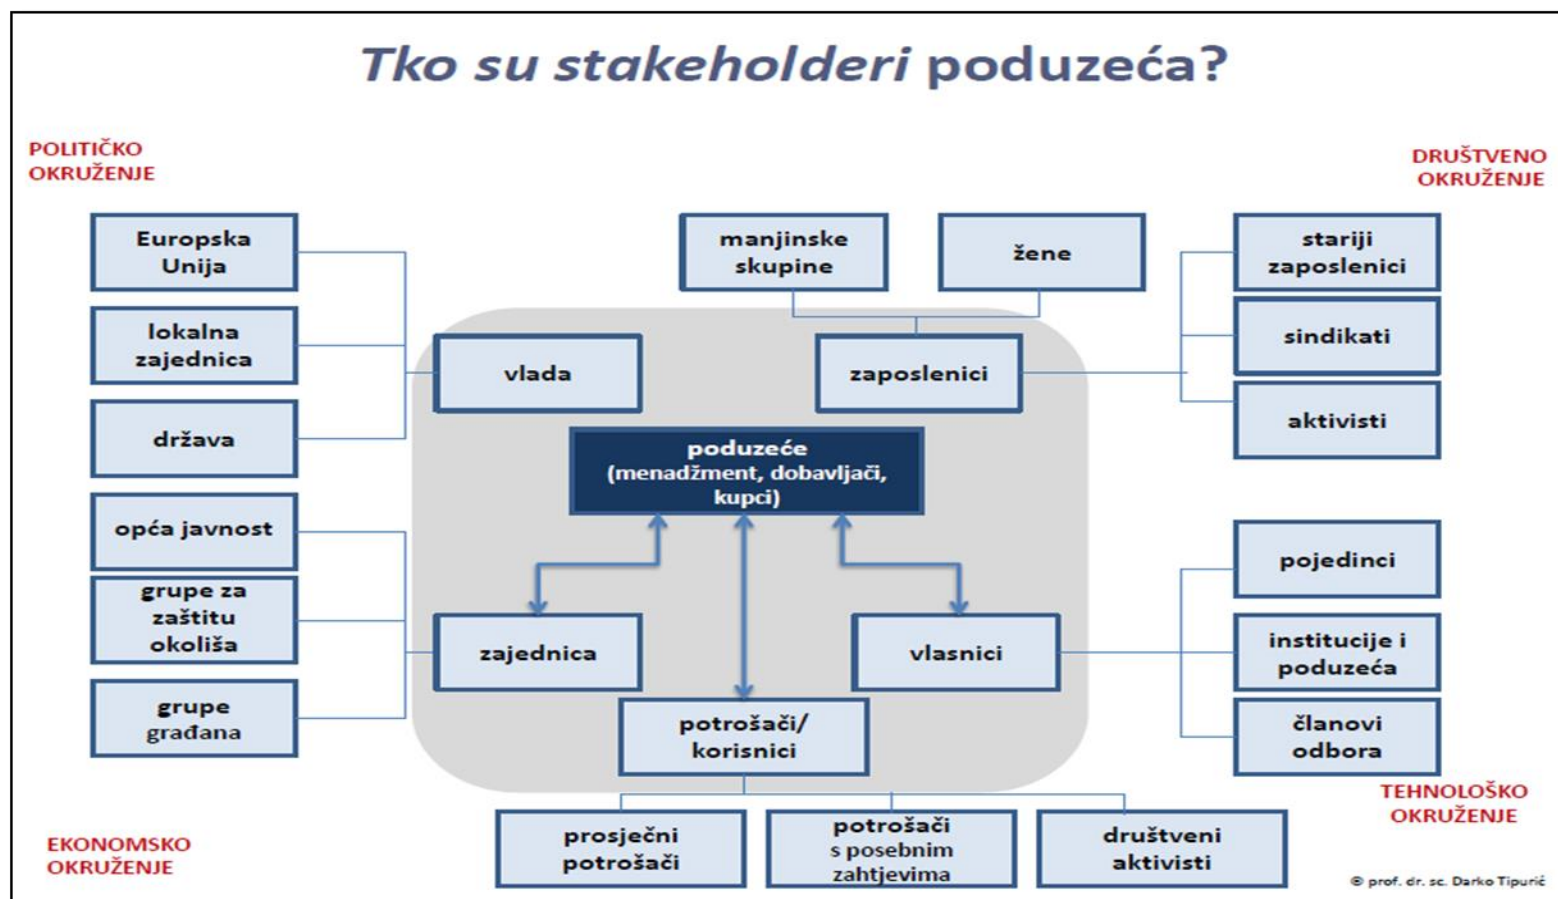 Tko su stakeholderi poduzeća?
POLITIČKO
OKRUŽENJE
DRUŠTVENO
OKRUŽENJE
Europska
Unija
lokalna
zajednica
država
vlada
manjinske
skupine
žene
zaposlenici
stariji
zaposlenici
sindikati
aktivisti
poduzeće
(menadžment, dobavljači,
kupci)
opća javnost
grupe za
zaštitu
okoliša
grupe
građana
zajednica
potrošači/
korisnici
vlasnici
pojedinci
institucije i
poduzeća
članovi
odbora
prosječni
potrošači
potrošači
s posebnim
zahtjevima
društveni
aktivisti
EKONOMSKO
OKRUŽENJE
TEHNOLOŠKO
OKRUŽENJE
© prof. dr. sc. Darko Tipurić